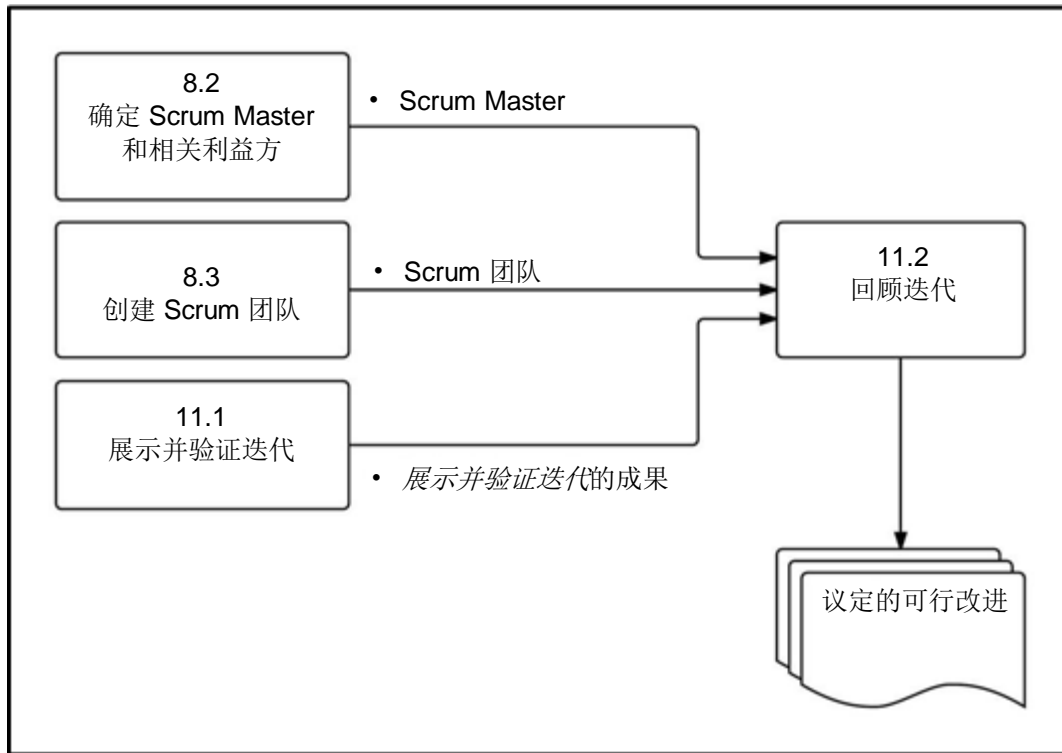 8.2
确定 Scrum Master
和相关利益方
• Scrum Master
8.3
创建 Scrum 团队
• Scrum 团队
11.2
回顾迭代
11.1
展示并验证迭代
• 展示并验证迭代的成果
议定的可行改进